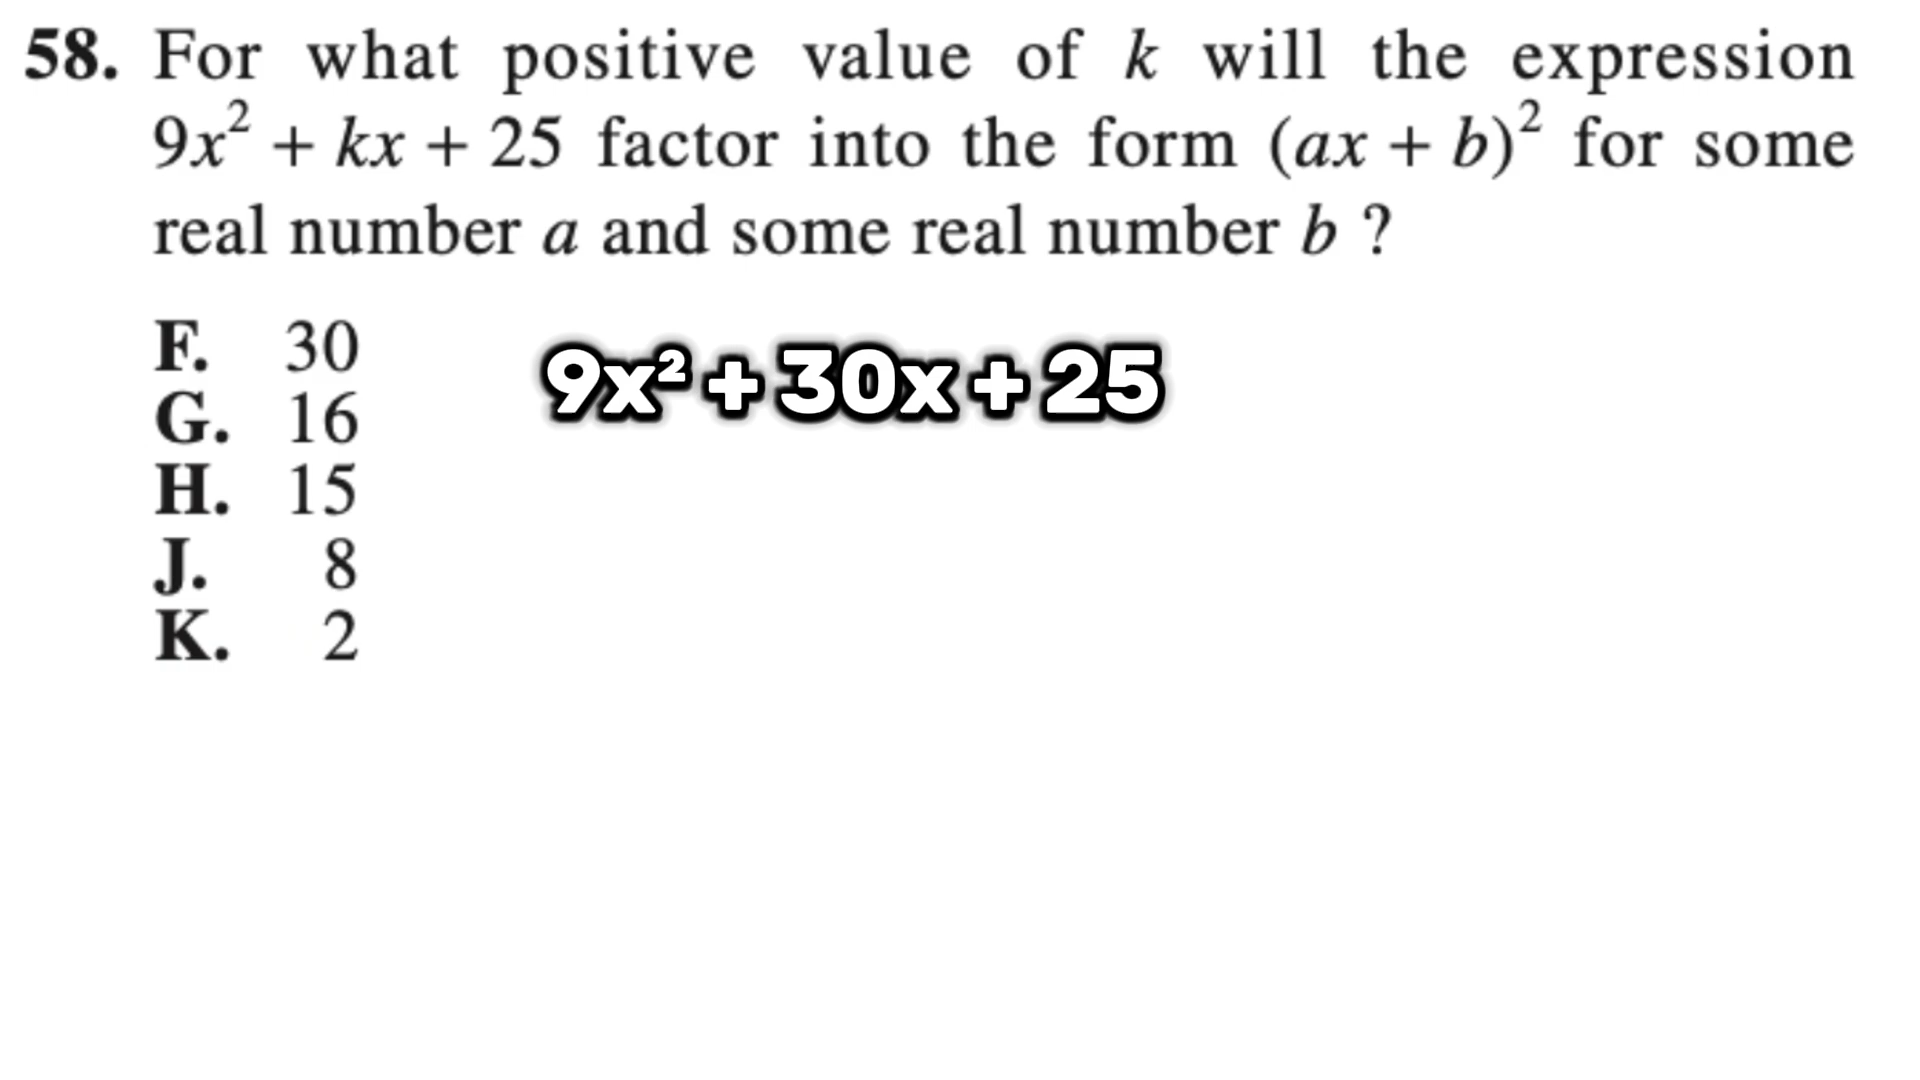 58. For what positive value of k will the expression
9x² + kx + 25 factor into the form (ax + b)² for some
real number a and some real number b ?
F. 30
G. 16
H. 15
J. 8
K. 2
9x² + 30x + 25